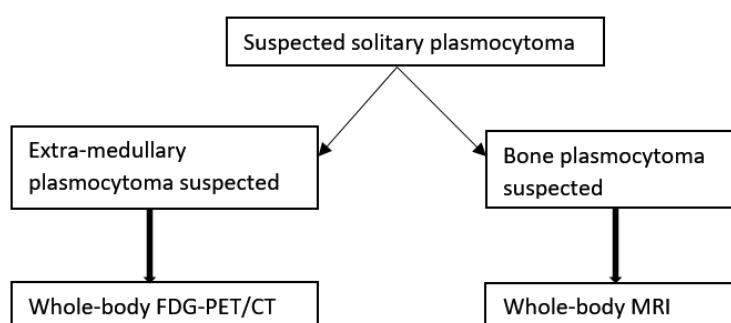 Suspected solitary plasmocytoma
Extra-medullary
plasmocytoma suspected
Bone plasmocytoma
suspected
Whole-body FDG-PET/CT
Whole-body MRI